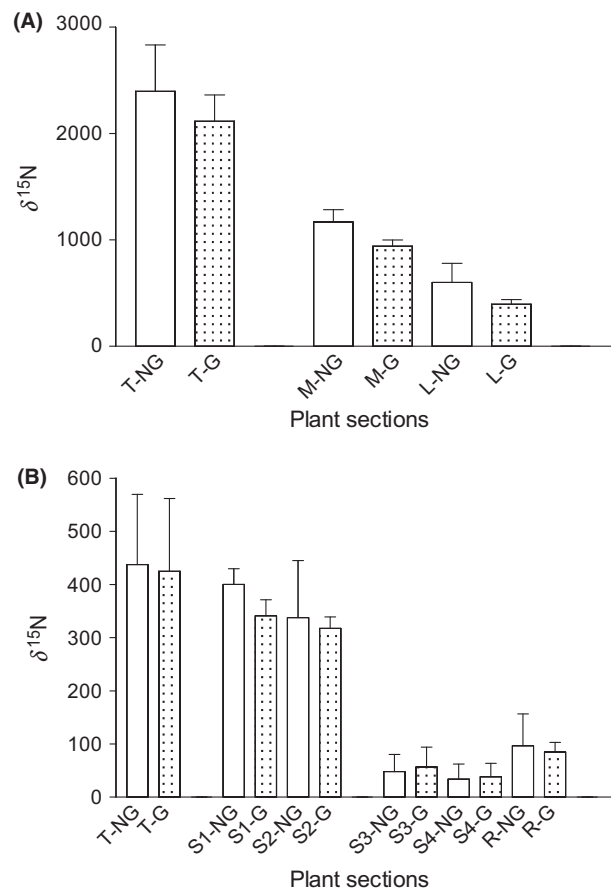 (A)
3000
2000
1000
0
δ15N
T-NG T-G M-NG M-G L-NG L-G
Plant sections
(B)
600
500
400
300
200
100
0
δ15N
T-NG T-G S1-NG S1-G S2-NG S2-G S3-NG S3-G S4-NG S4-G R-NG R-G
Plant sections